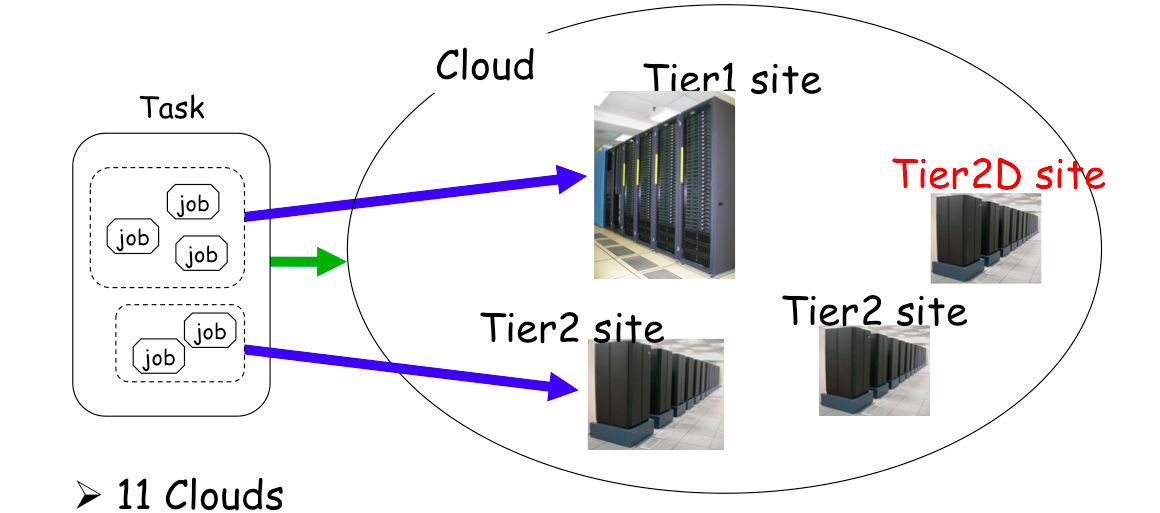 Cloud
Tier1 site
Task
Tier2D site
job
job
job
Tier2 site
Tier2 site
job
job
➢ 11 Clouds